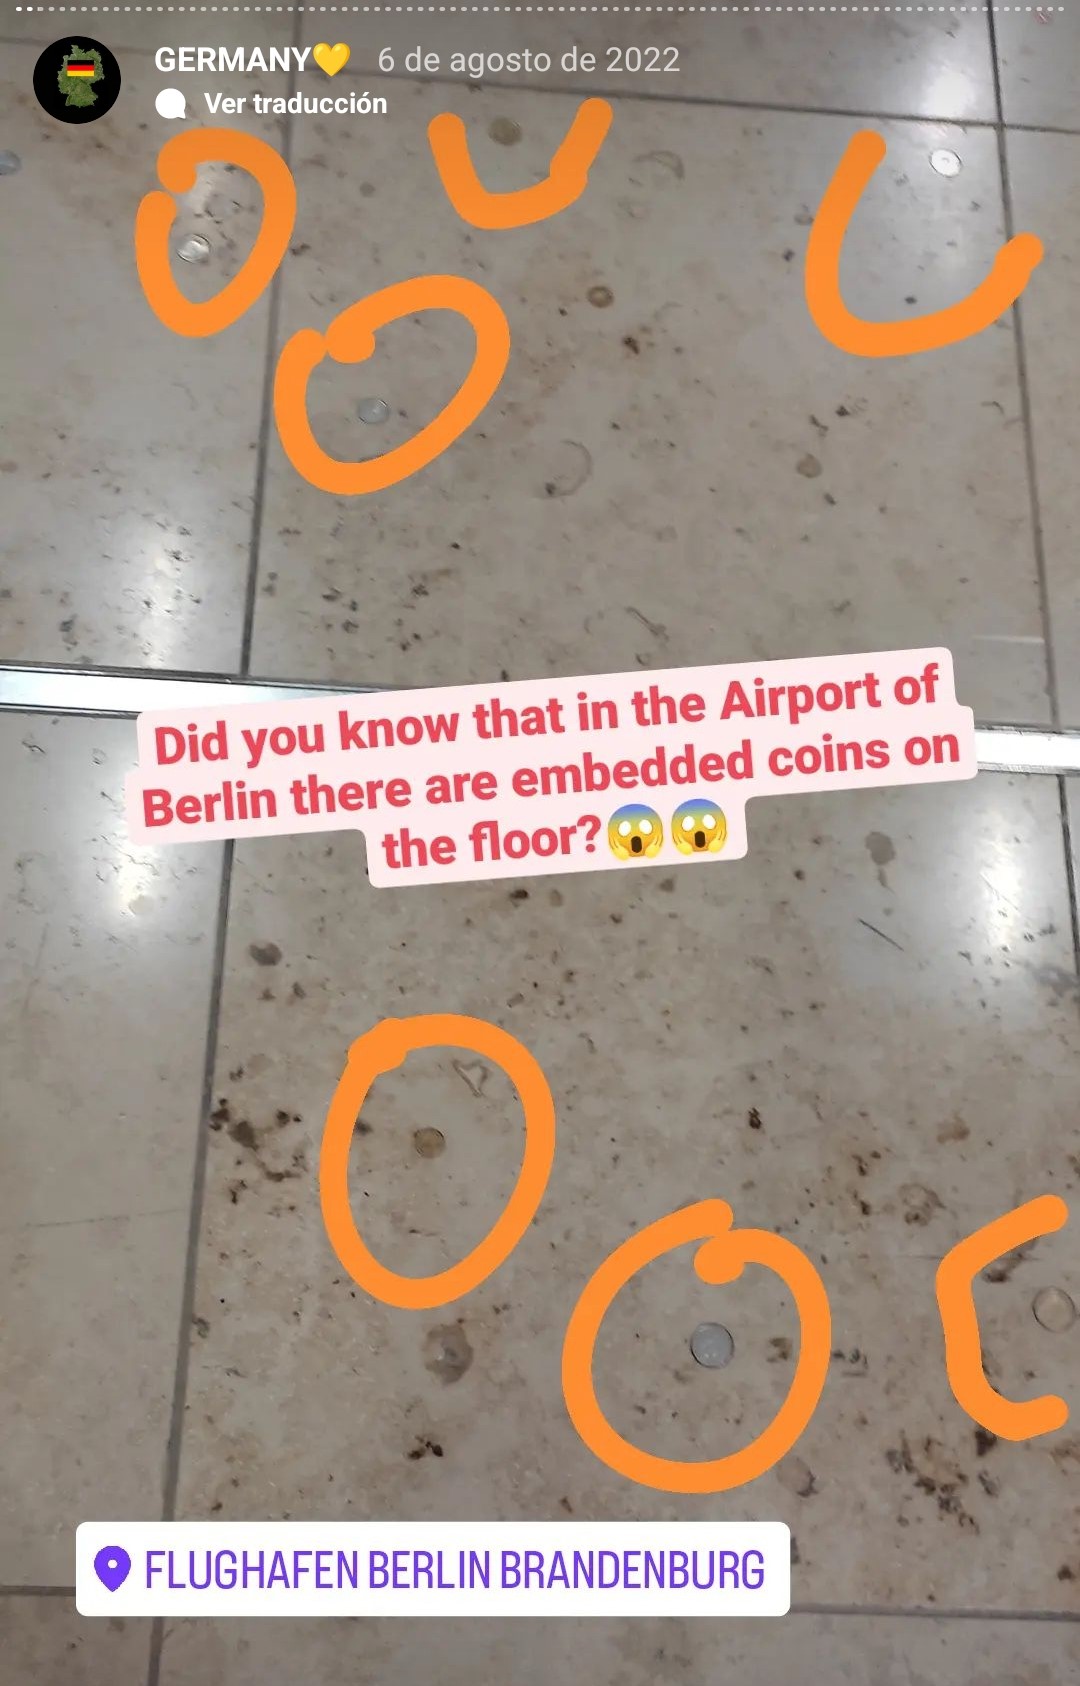 GERMANY💛 6 de agosto de 2022
Ver traducción
Did you know that in the Airport of
Berlin there are embedded coins on
the floor?😱😱
FLUGHAFEN BERLIN BRANDENBURG